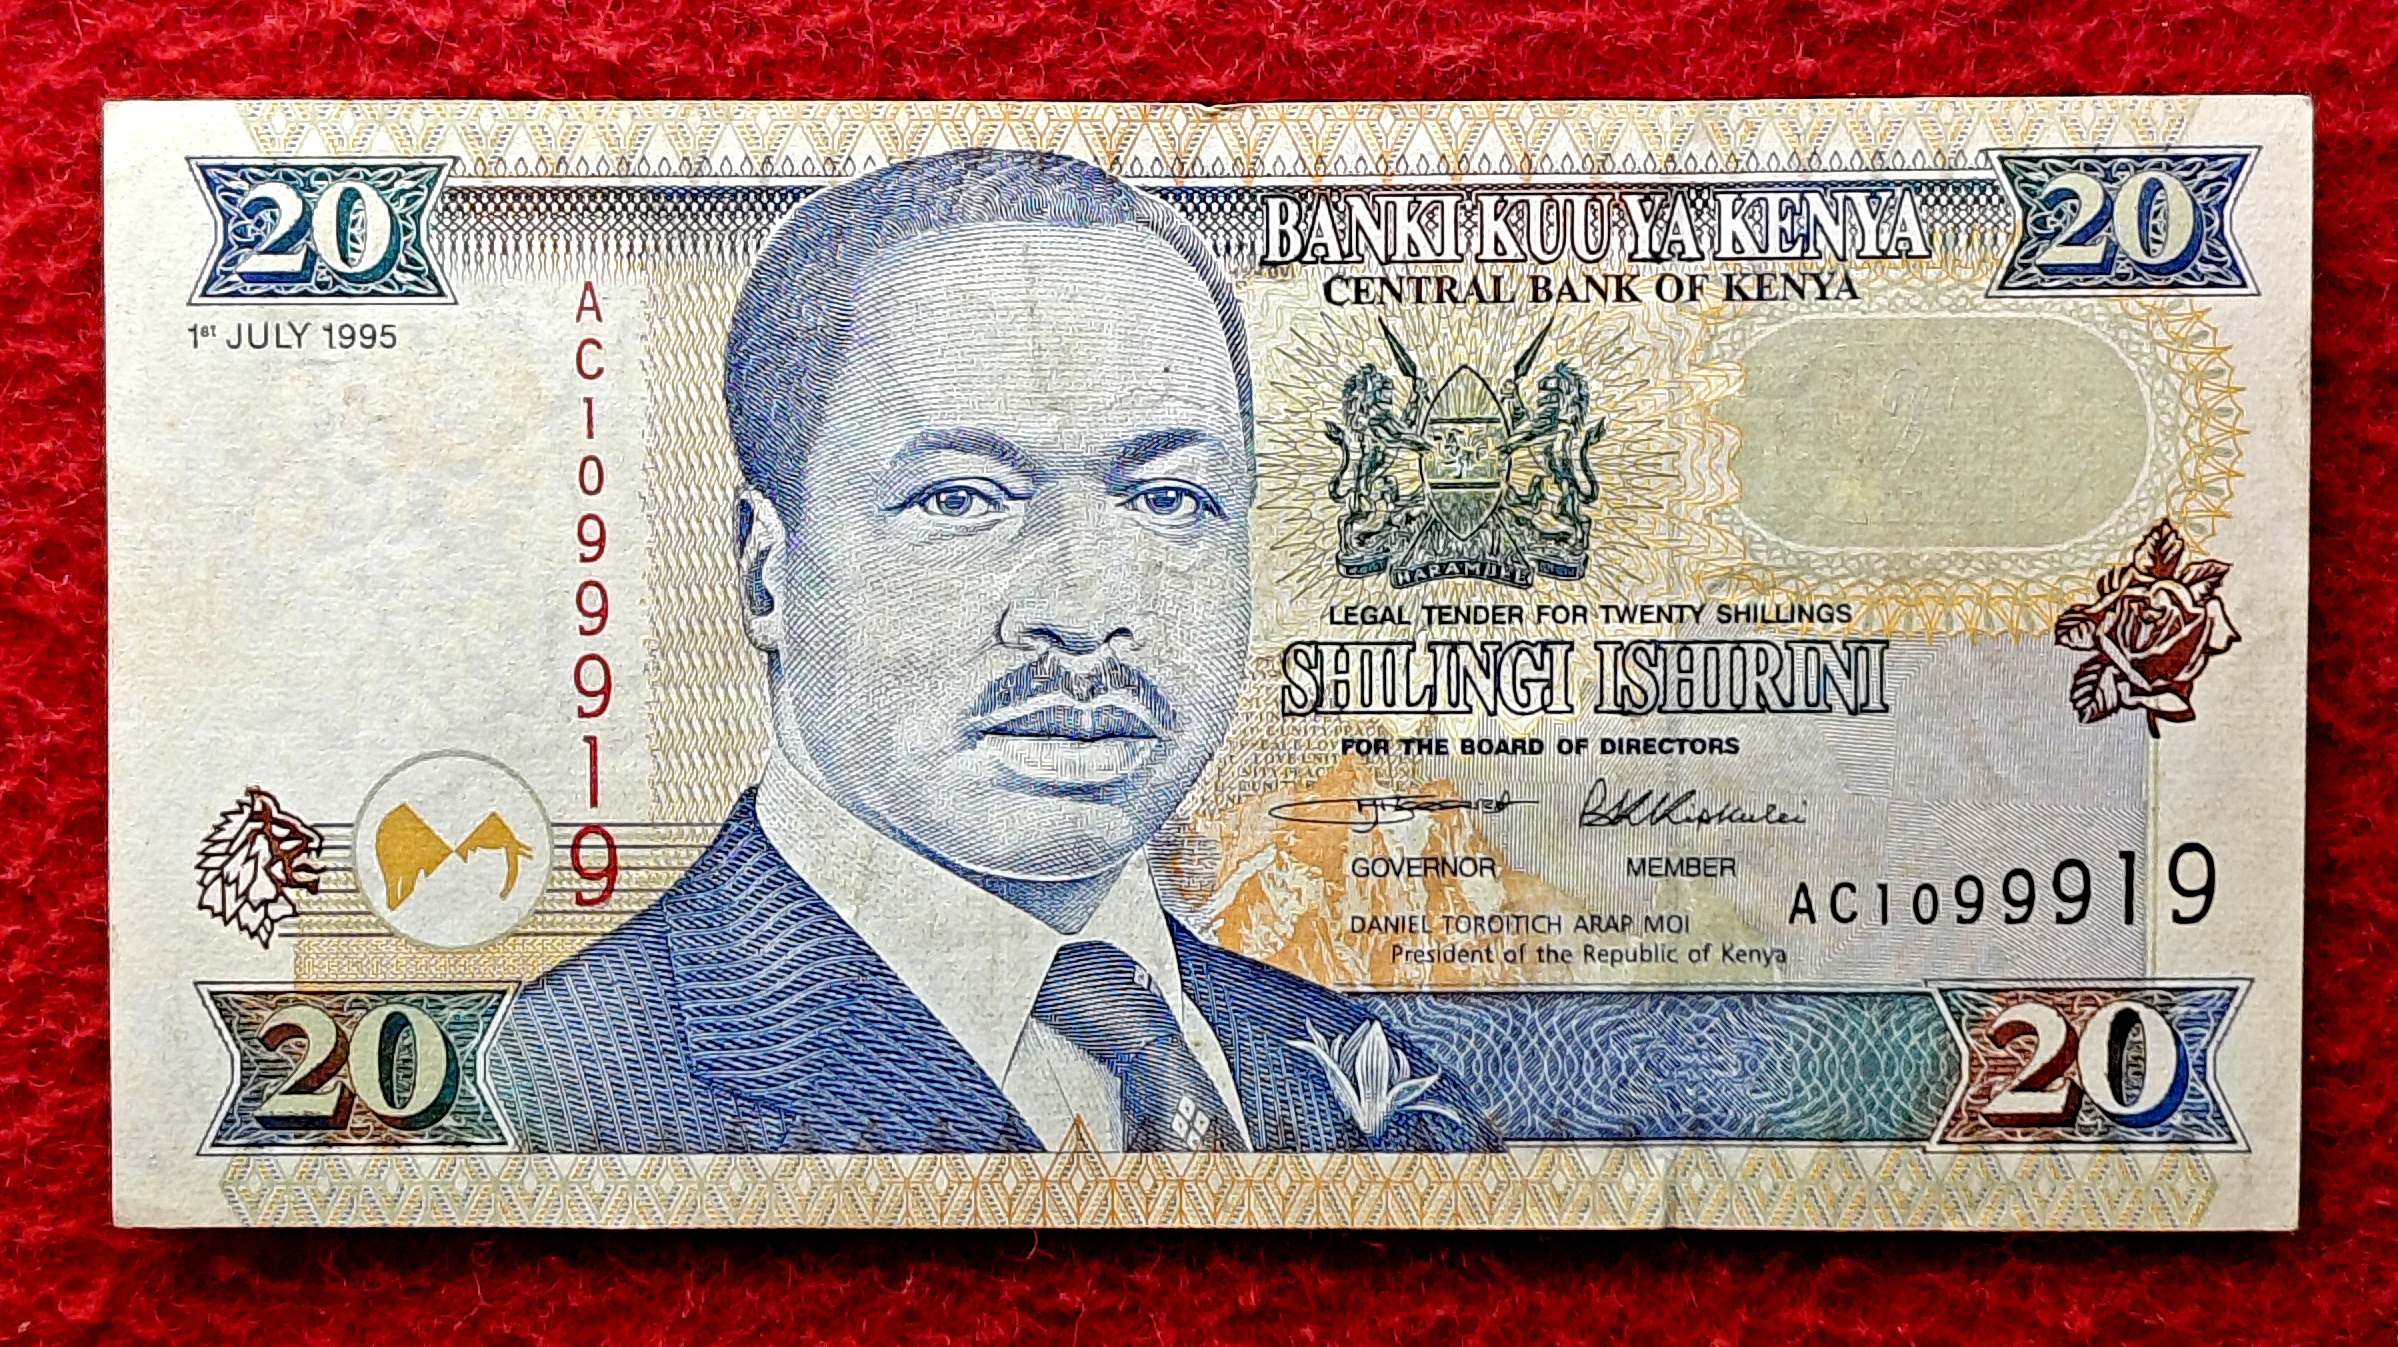 20
BANKI KUU YA KENYA
20
CENTRAL BANK OF KENYA
1st JULY 1995
AC1099919
HARAMBEE
LEGAL TENDER FOR TWENTY SHILLINGS
SHILINGI ISHIRINI
FOR THE BOARD OF DIRECTORS
GOVERNOR MEMBER
AC1099919
DANIEL TOROITICH ARAP MOI
President of the Republic of Kenya
20
20